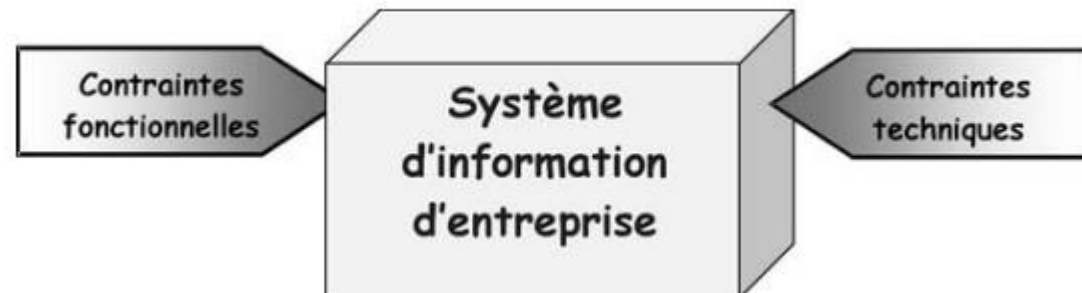 Contraintes
fonctionnelles
Système
d'information
d'entreprise
Contraintes
techniques